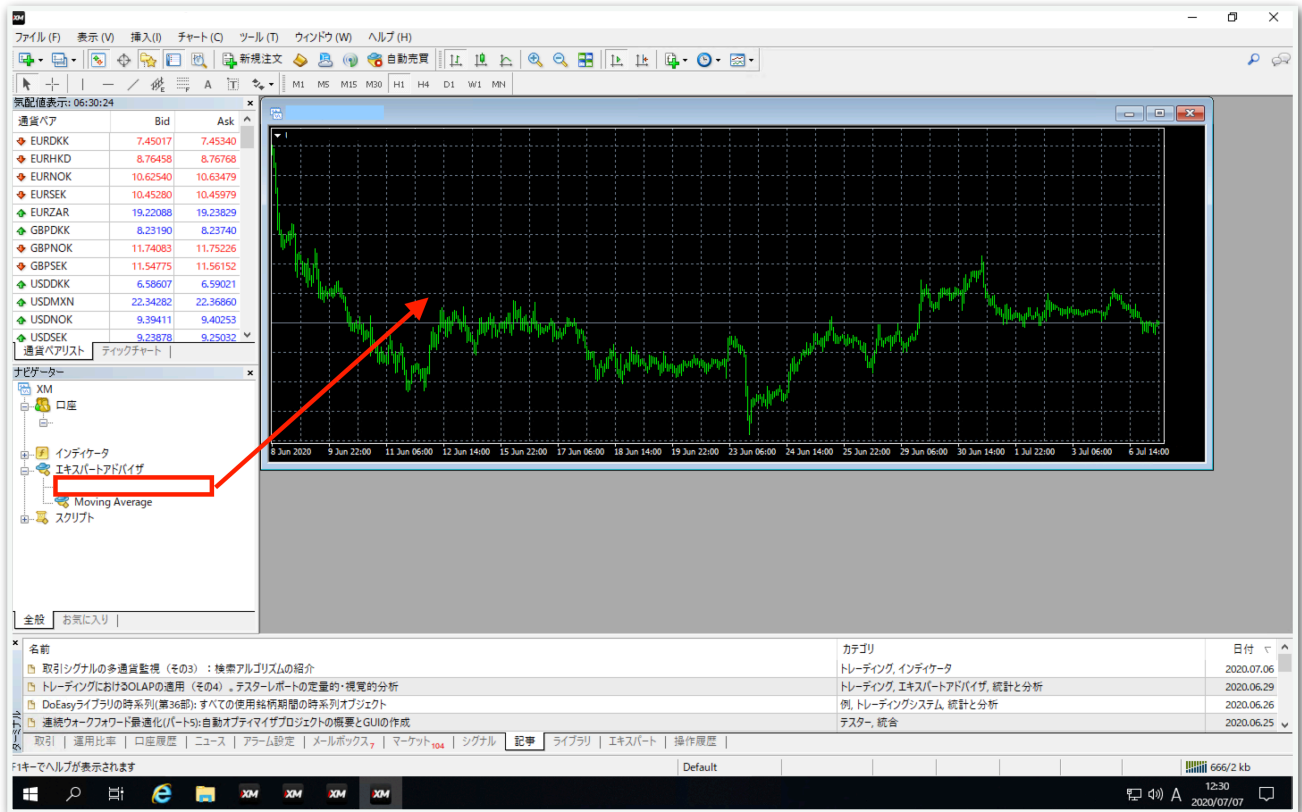 XM
ファイル (F) 表示 (V) 挿入(I) チャート (C) ツール (T) ウィンドウ (W) ヘルプ (H)
新規注文 自動売買
A T M1 M5 M15 M30 H1 H4 D1 W1 MN
気配値表示: 06:30:24
通貨ペア Bid Ask
EURDKK 7.45017 7.45340
EURHKD 8.76458 8.76768
EURNOK 10.62540 10.63479
EURSEK 10.45280 10.45979
EURZAR 19.22088 19.23829
GBPDKK 8.23190 8.23740
GBPNOK 11.74083 11.75226
GBPSEK 11.54775 11.56152
USDDKK 6.58607 6.59021
USDMXN 22.34282 22.36860
USDNOK 9.39411 9.40253
USDSEK 9.23878 9.25032
通貨ペアリスト ティックチャート
ナビゲーター
XM
口座
インディケータ
エキスパートアドバイザ
Moving Average
スクリプト
全般 お気に入り
8 Jun 2020 9 Jun 22:00 11 Jun 06:00 12 Jun 14:00 15 Jun 22:00 17 Jun 06:00 18 Jun 14:00 19 Jun 22:00 23 Jun 06:00 24 Jun 14:00 25 Jun 22:00 29 Jun 06:00 30 Jun 14:00 1 Jul 22:00 3 Jul 06:00 6 Jul 14:00
名前 カテゴリ 日付
取引シグナルの多通貨監視（その3）：検索アルゴリズムの紹介 トレーディング, インディケータ 2020.07.06
トレーディングにおけるOLAPの適用（その4）。テスターレポートの定量的・視覚的分析 トレーディング, エキスパートアドバイザ, 統計と分析 2020.06.29
DoEasyライブラリの時系列(第36部): すべての使用銘柄期間の時系列オブジェクト 例, トレーディングシステム, 統計と分析 2020.06.26
連続ウォークフォワード最適化(パート5):自動オプティマイザプロジェクトの概要とGUIの作成 テスター, 統合 2020.06.25
ターミナル
取引 運用比率 口座履歴 ニュース アラーム設定 メールボックス 7 マーケット 104 シグナル 記事 ライブラリ エキスパート 操作履歴
F1キーでヘルプが表示されます Default 666/2 kb
XM XM XM XM A 12:30
2020/07/07